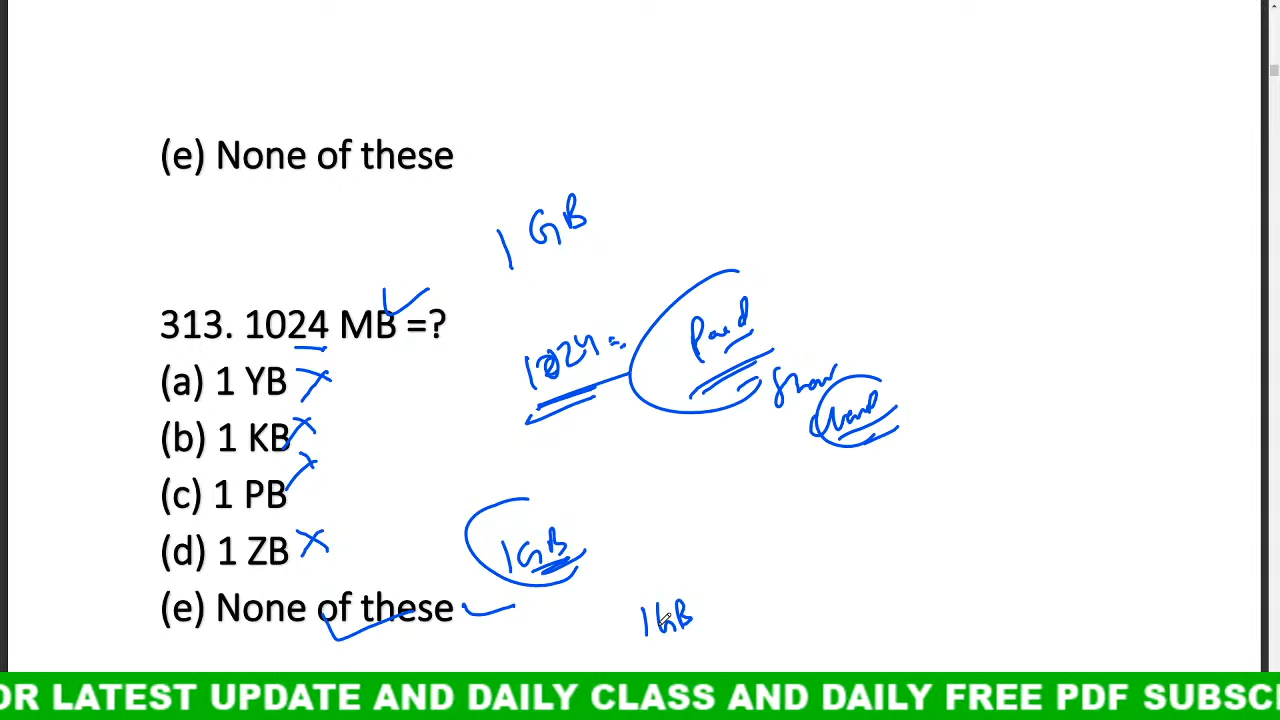 (e) None of these
1 GB
313. 1024 MB =?
1024 =
(a) 1 YB
(b) 1 KB
(c) 1 PB
(d) 1 ZB
1GB
(e) None of these
1GB
OR LATEST UPDATE AND DAILY CLASS AND DAILY FREE PDF SUBSC